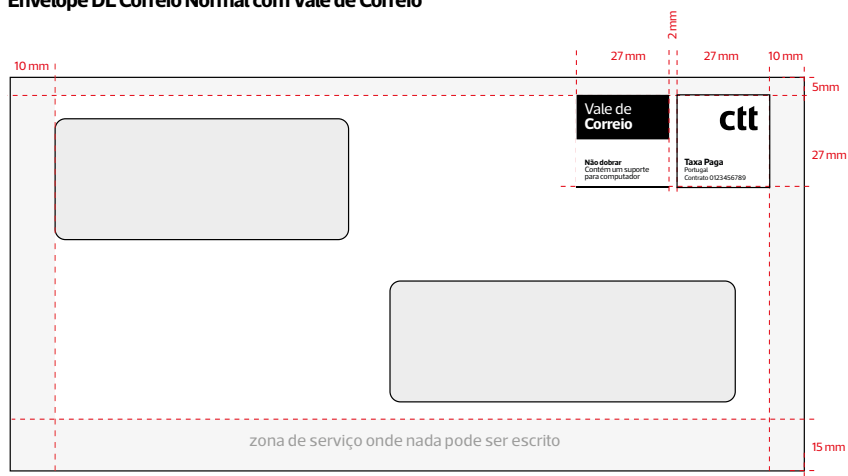 Envelope DL Correio Normal com Vale de Correio
2 mm
27 mm
27 mm
10 mm
10 mm
5mm
Vale de
Correio
ctt
Não dobrar
Contém um suporte
para computador
Taxa Paga
Portugal
Contrato 0123456789
27 mm
zona de serviço onde nada pode ser escrito
15 mm